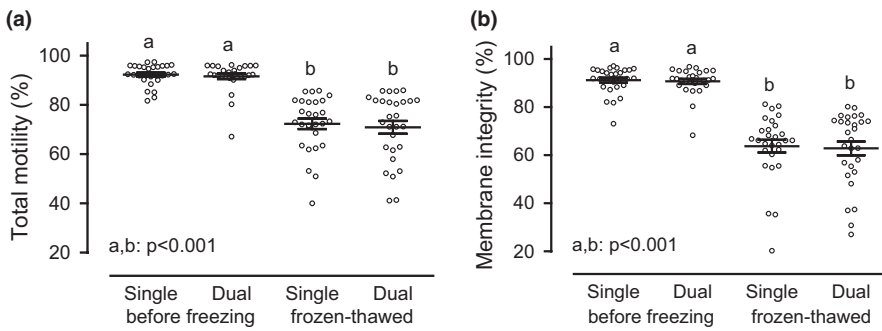 (a)
Total motility (%)
100
80
60
40
20
a
a
b
b
a,b: p<0.001
Single
Dual
Single
Dual
before freezing
frozen-thawed
(b)
Membrane integrity (%)
100
80
60
40
20
a
a
b
b
a,b: p<0.001
Single
Dual
Single
Dual
before freezing
frozen-thawed